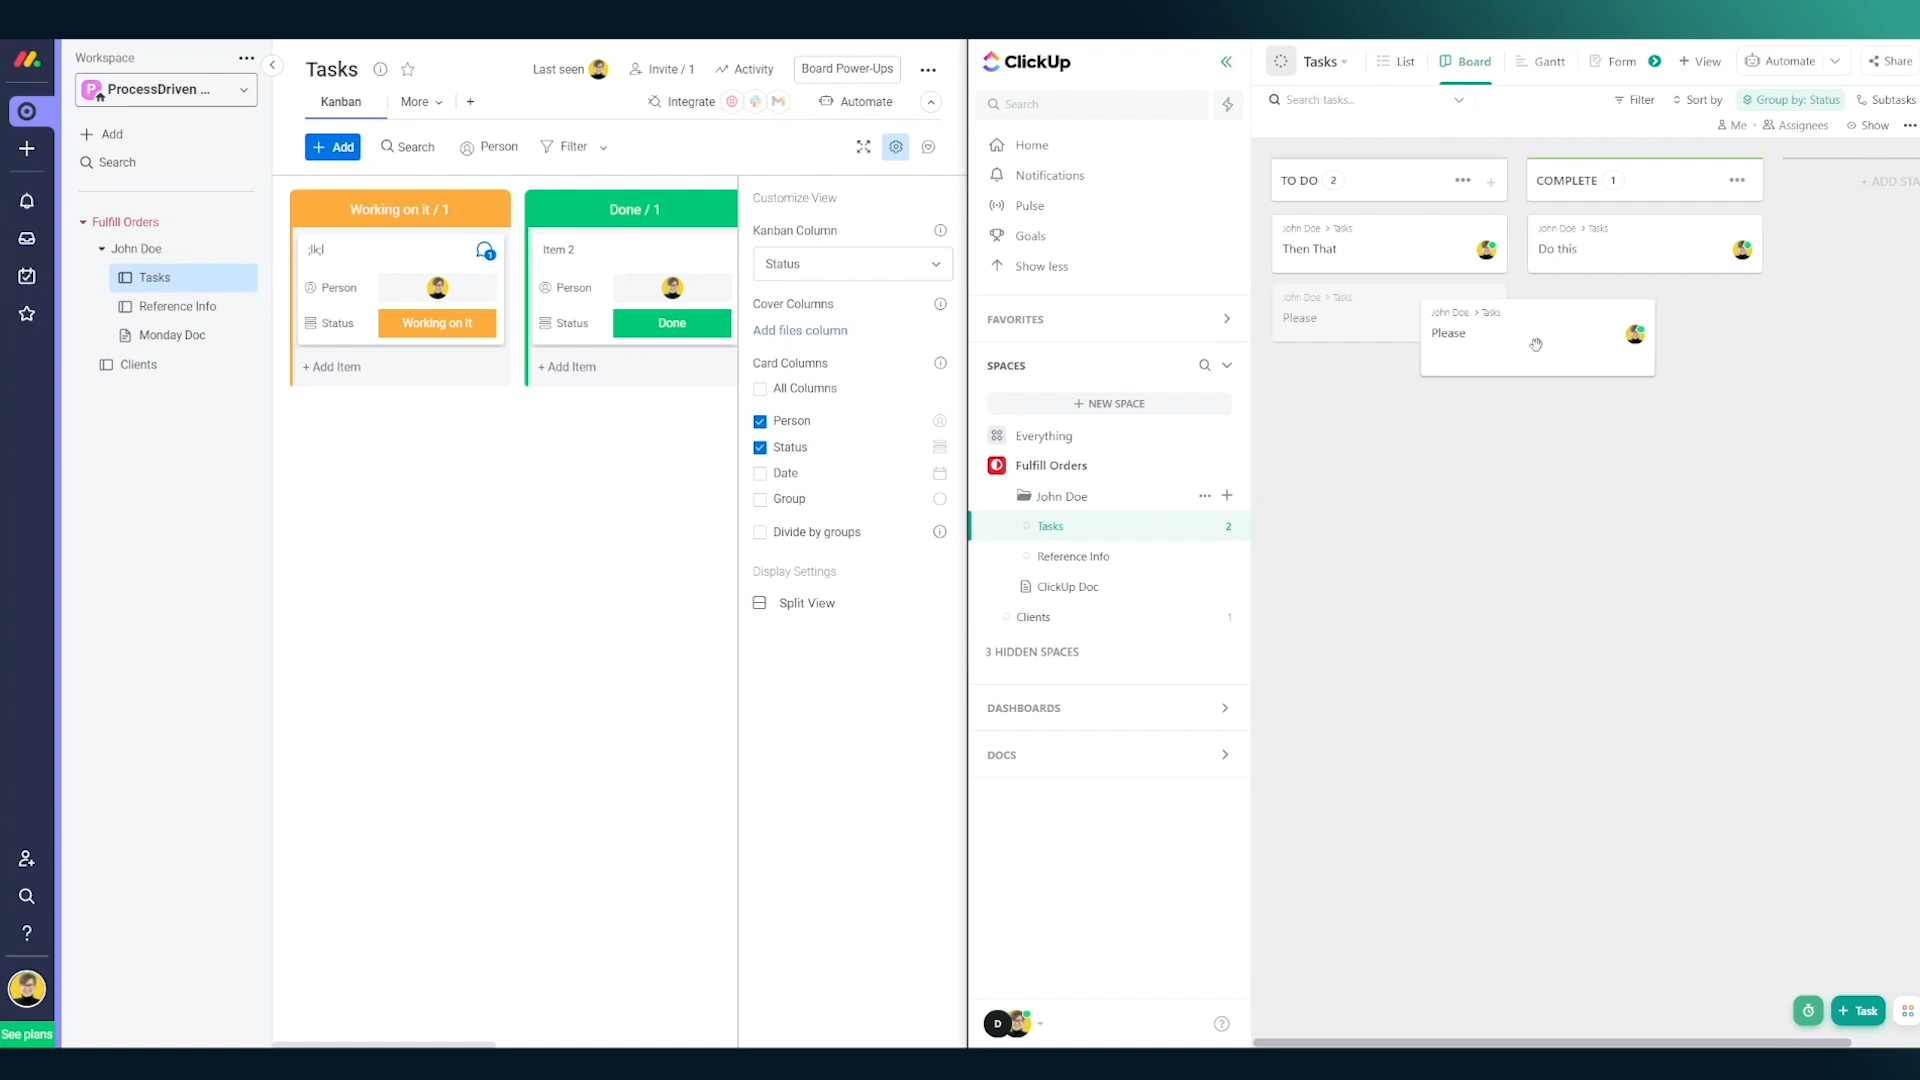 Workspace
P
ProcessDriven ...
Add
Search
Fulfill Orders
John Doe
Tasks
Reference Info
Monday Doc
Clients
See plans
Tasks
Last seen
Invite / 1
Activity
Board Power-Ups
Kanban
More
+
Integrate
Automate
+ Add
Search
Person
Filter
Working on it / 1
;lk;l
1
Person
Status
Working on it
+ Add Item
Done / 1
Item 2
Person
Status
Done
+ Add Item
Customize View
Kanban Column
Status
Cover Columns
Add files column
Card Columns
All Columns
Person
Status
Date
Group
Divide by groups
Display Settings
Split View
ClickUp
Search
Home
Notifications
Pulse
Goals
Show less
FAVORITES
SPACES
+ NEW SPACE
Everything
Fulfill Orders
John Doe
Tasks 2
Reference Info
ClickUp Doc
Clients 1
3 HIDDEN SPACES
DASHBOARDS
DOCS
D
Tasks
List
Board
Gantt
Form
+ View
Automate
Share
Search tasks...
Filter
Sort by
Group by: Status
Subtasks
Me
Assignees
Show
TO DO 2
John Doe > Tasks
Then That
John Doe > Tasks
Please
COMPLETE 1
John Doe > Tasks
Do this
John Doe > Tasks
Please
+ ADD STA
+ Task